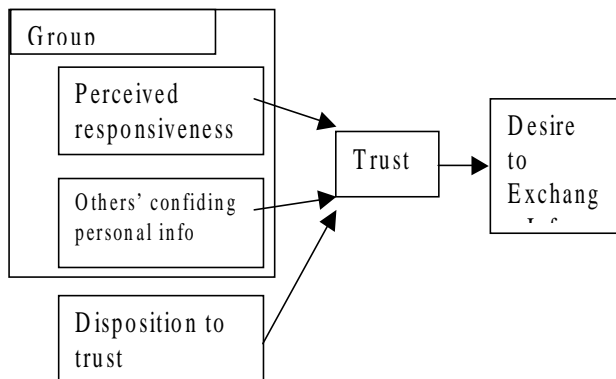 Group
Perceived
responsiveness
Others' confiding
personal info
Disposition to
trust
Trust
Desire
to
Exchang